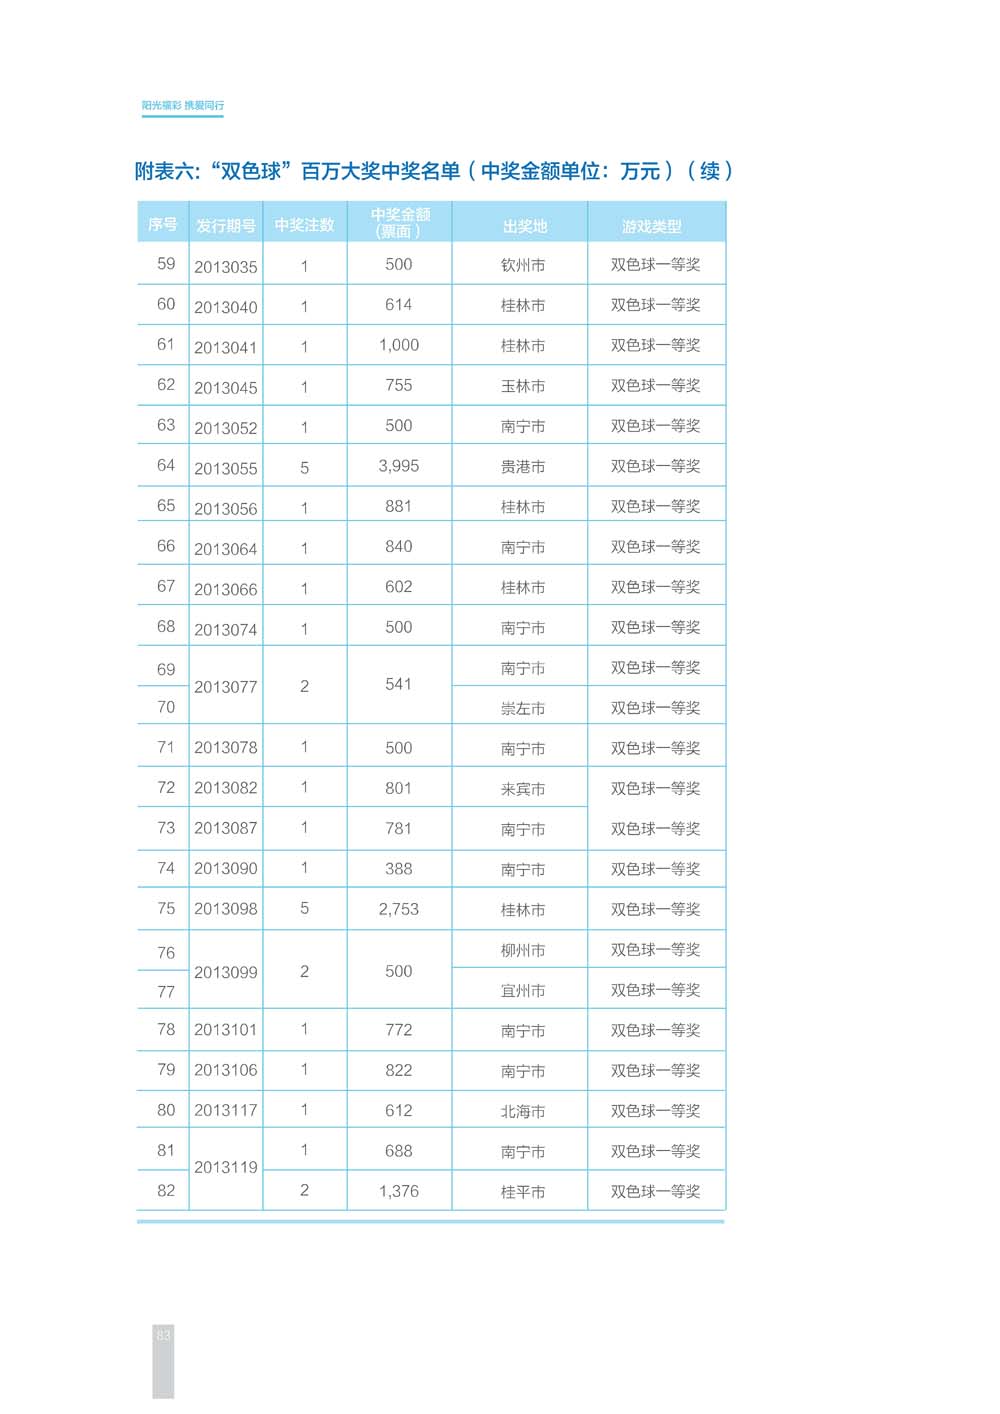 阳光福彩 携爱同行
附表六：“双色球”百万大奖中奖名单（中奖金额单位：万元）（续）
序号 发行期号 中奖注数 中奖金额（票面） 出奖地 游戏类型
59 2013035 1 500 钦州市 双色球一等奖
60 2013040 1 614 桂林市 双色球一等奖
61 2013041 1 1,000 桂林市 双色球一等奖
62 2013045 1 755 玉林市 双色球一等奖
63 2013052 1 500 南宁市 双色球一等奖
64 2013055 5 3,995 贵港市 双色球一等奖
65 2013056 1 881 桂林市 双色球一等奖
66 2013064 1 840 南宁市 双色球一等奖
67 2013066 1 602 桂林市 双色球一等奖
68 2013074 1 500 南宁市 双色球一等奖
69 2013077 2 541 南宁市 双色球一等奖
70 崇左市 双色球一等奖
71 2013078 1 500 南宁市 双色球一等奖
72 2013082 1 801 来宾市 双色球一等奖
73 2013087 1 781 南宁市 双色球一等奖
74 2013090 1 388 南宁市 双色球一等奖
75 2013098 5 2,753 桂林市 双色球一等奖
76 2013099 2 500 柳州市 双色球一等奖
77 宜州市 双色球一等奖
78 2013101 1 772 南宁市 双色球一等奖
79 2013106 1 822 南宁市 双色球一等奖
80 2013117 1 612 北海市 双色球一等奖
81 2013119 1 688 南宁市 双色球一等奖
82 2 1,376 桂平市 双色球一等奖
83